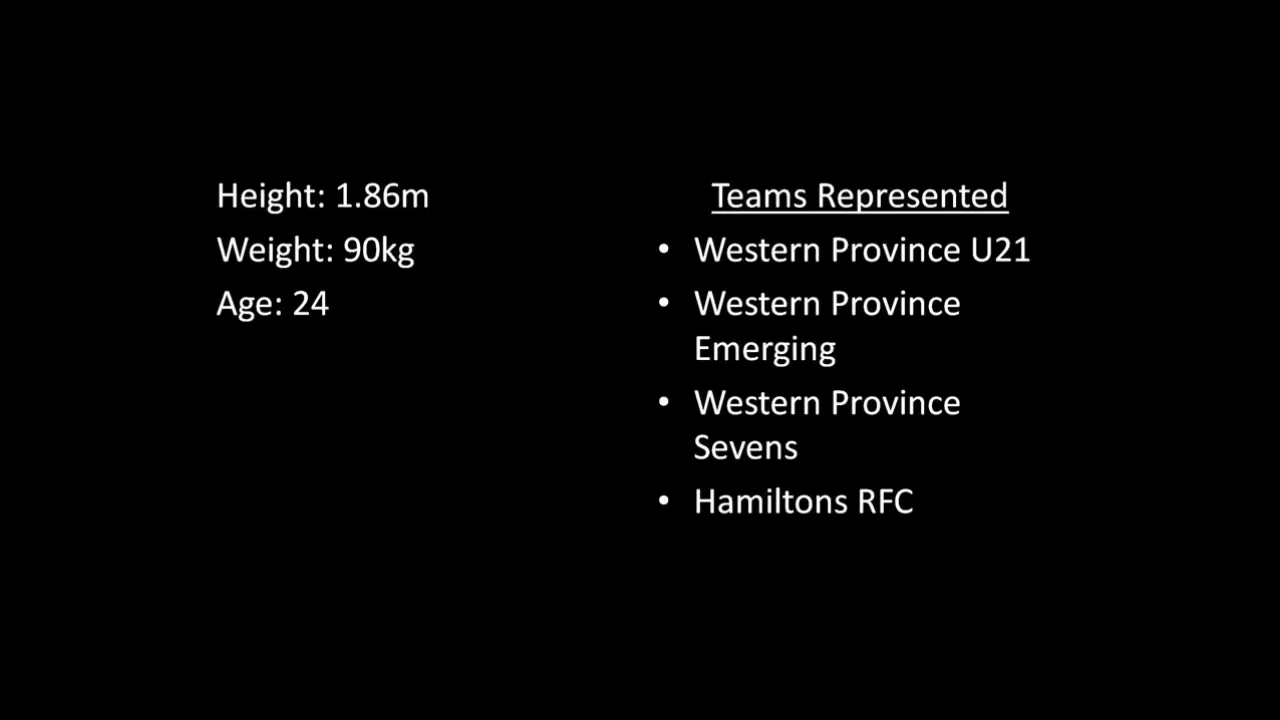 Height: 1.86m
Weight: 90kg
Age: 24
Teams Represented
• Western Province U21
• Western Province
Emerging
• Western Province
Sevens
• Hamiltons RFC